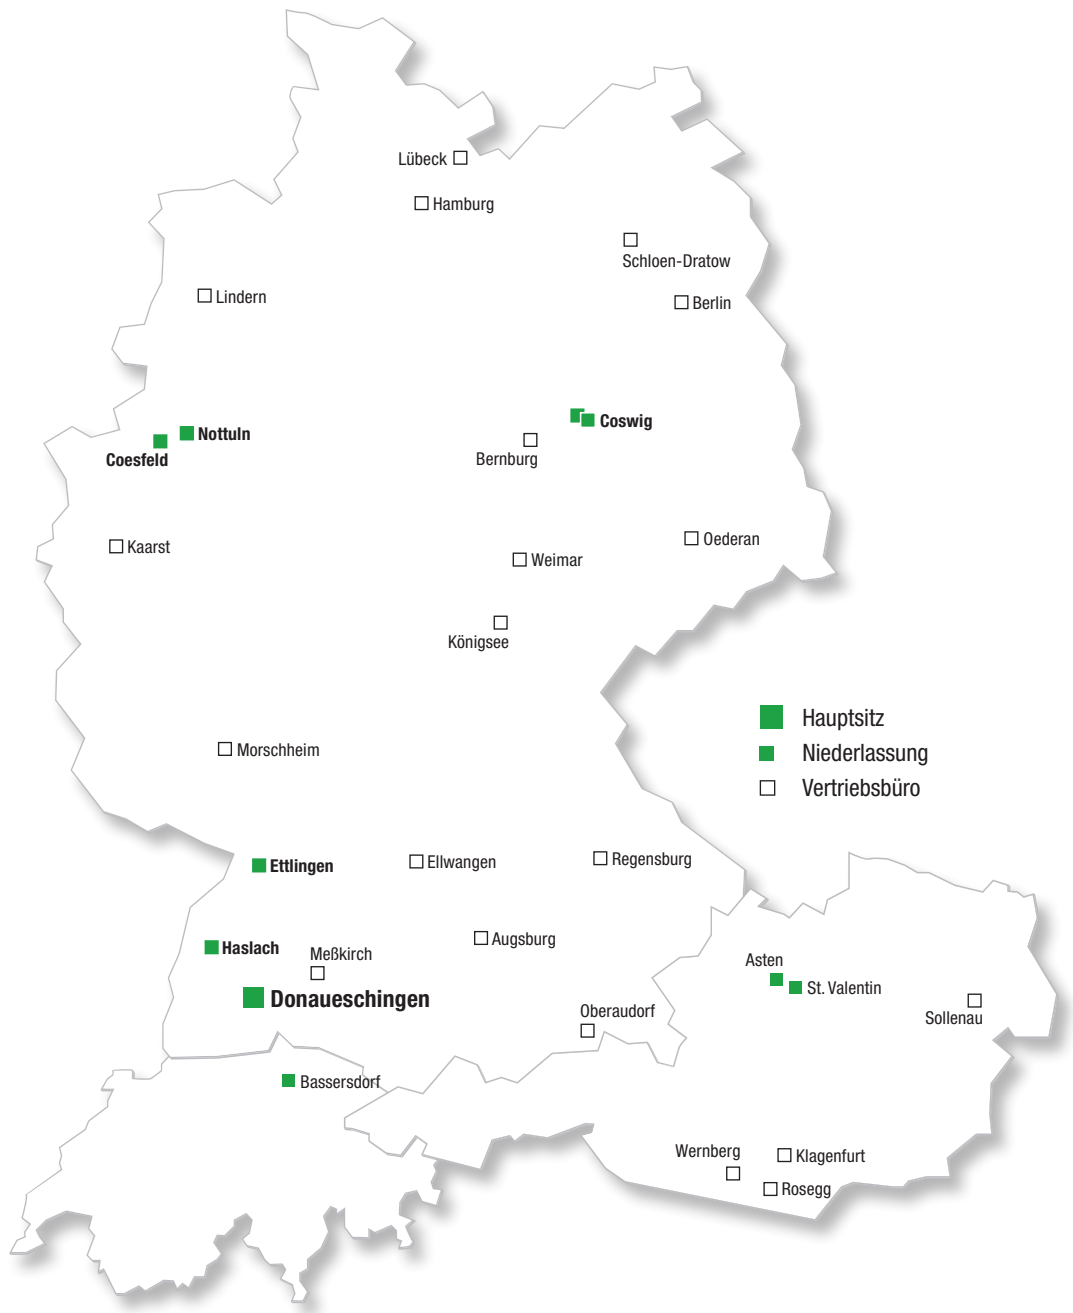 Lübeck
Hamburg
Schloen-Dratow
Lindern
Berlin
Coswig
Nottuln
Coesfeld
Bernburg
Oederan
Kaarst
Weimar
Königsee
Hauptsitz
Niederlassung
Vertriebsbüro
Morschheim
Ettlingen
Ellwangen
Regensburg
Haslach
Meßkirch
Augsburg
Asten
St. Valentin
Donaueschingen
Oberaudorf
Sollenau
Bassersdorf
Wernberg
Klagenfurt
Rosegg